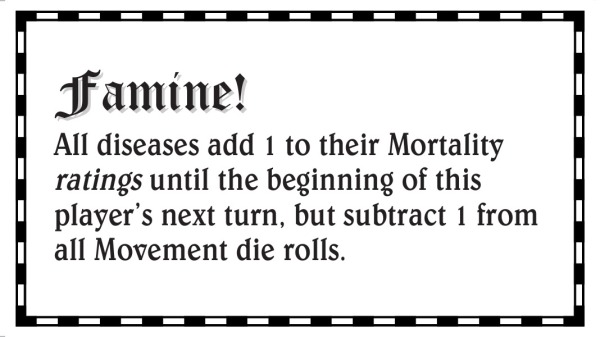 Famine!
All diseases add 1 to their Mortality
ratings until the beginning of this
player's next turn, but subtract 1 from
all Movement die rolls.